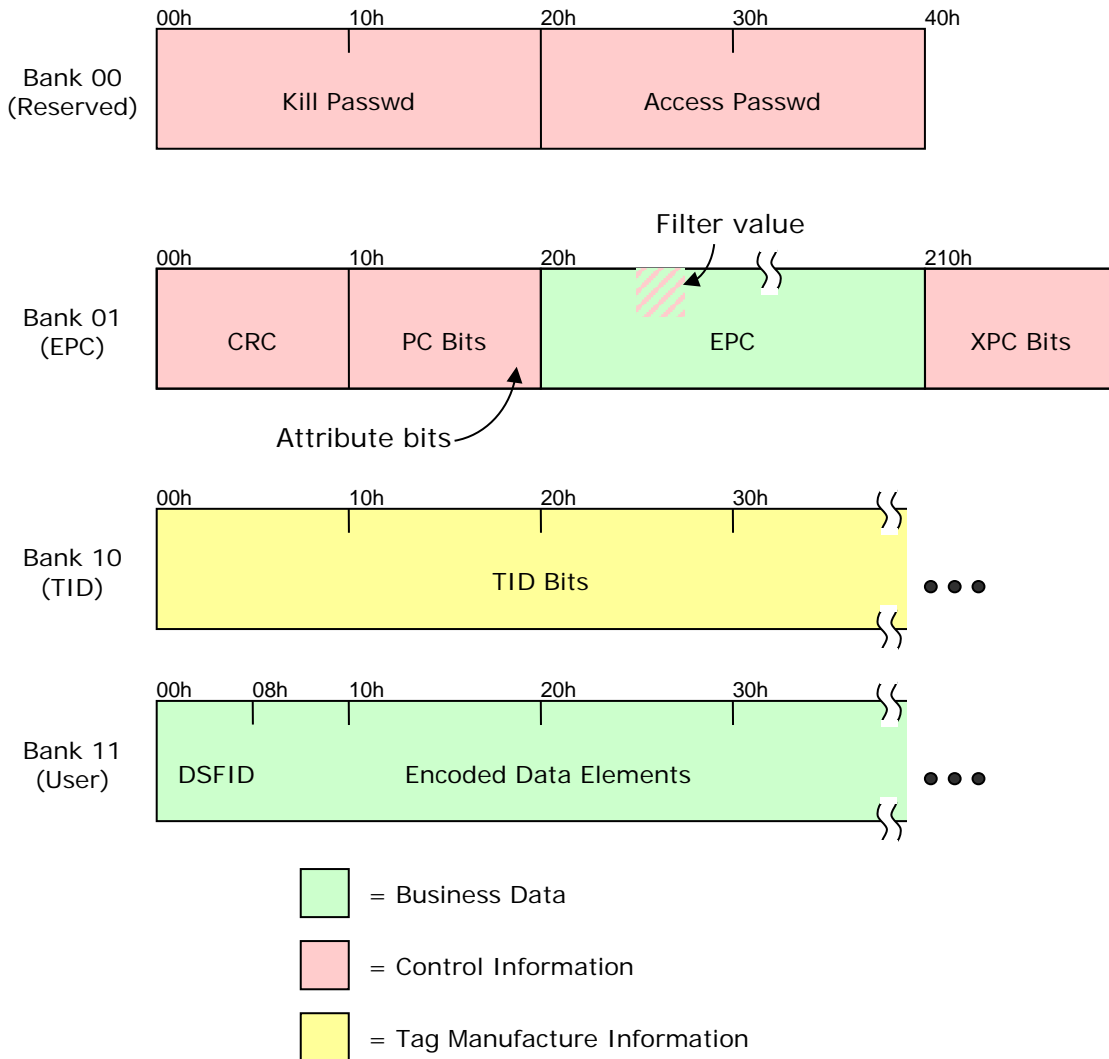 00h 10h 20h 30h 40h
Bank 00
(Reserved)
Kill Passwd Access Passwd
Filter value
00h 10h 20h 210h
Bank 01
(EPC)
CRC PC Bits EPC XPC Bits
Attribute bits
00h 10h 20h 30h
Bank 10
(TID)
TID Bits
00h 08h 10h 20h 30h
Bank 11
(User)
DSFID Encoded Data Elements
= Business Data
= Control Information
= Tag Manufacture Information